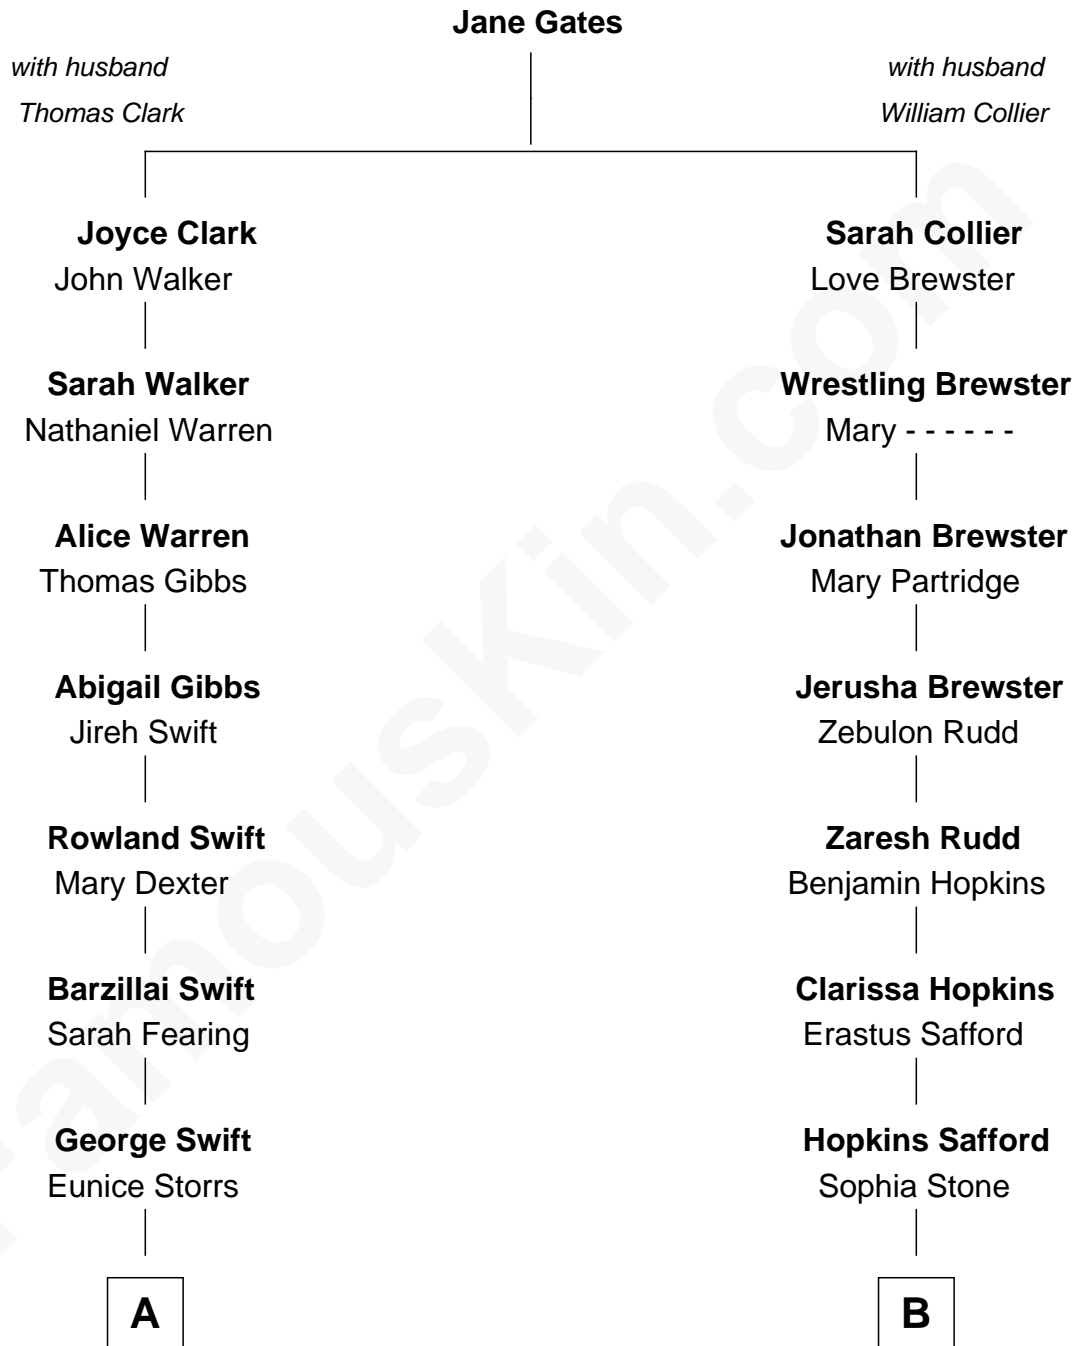 Jane Gates
with husband
Thomas Clark
with husband
William Collier
Joyce Clark
John Walker
Sarah Walker
Nathaniel Warren
Alice Warren
Thomas Gibbs
Abigail Gibbs
Jireh Swift
Rowland Swift
Mary Dexter
Barzillai Swift
Sarah Fearing
George Swift
Eunice Storrs
A
Sarah Collier
Love Brewster
Wrestling Brewster
Mary - - - - - -
Jonathan Brewster
Mary Partridge
Jerusha Brewster
Zebulon Rudd
Zaresh Rudd
Benjamin Hopkins
Clarissa Hopkins
Erastus Safford
Hopkins Safford
Sophia Stone
B
FamousKin.com